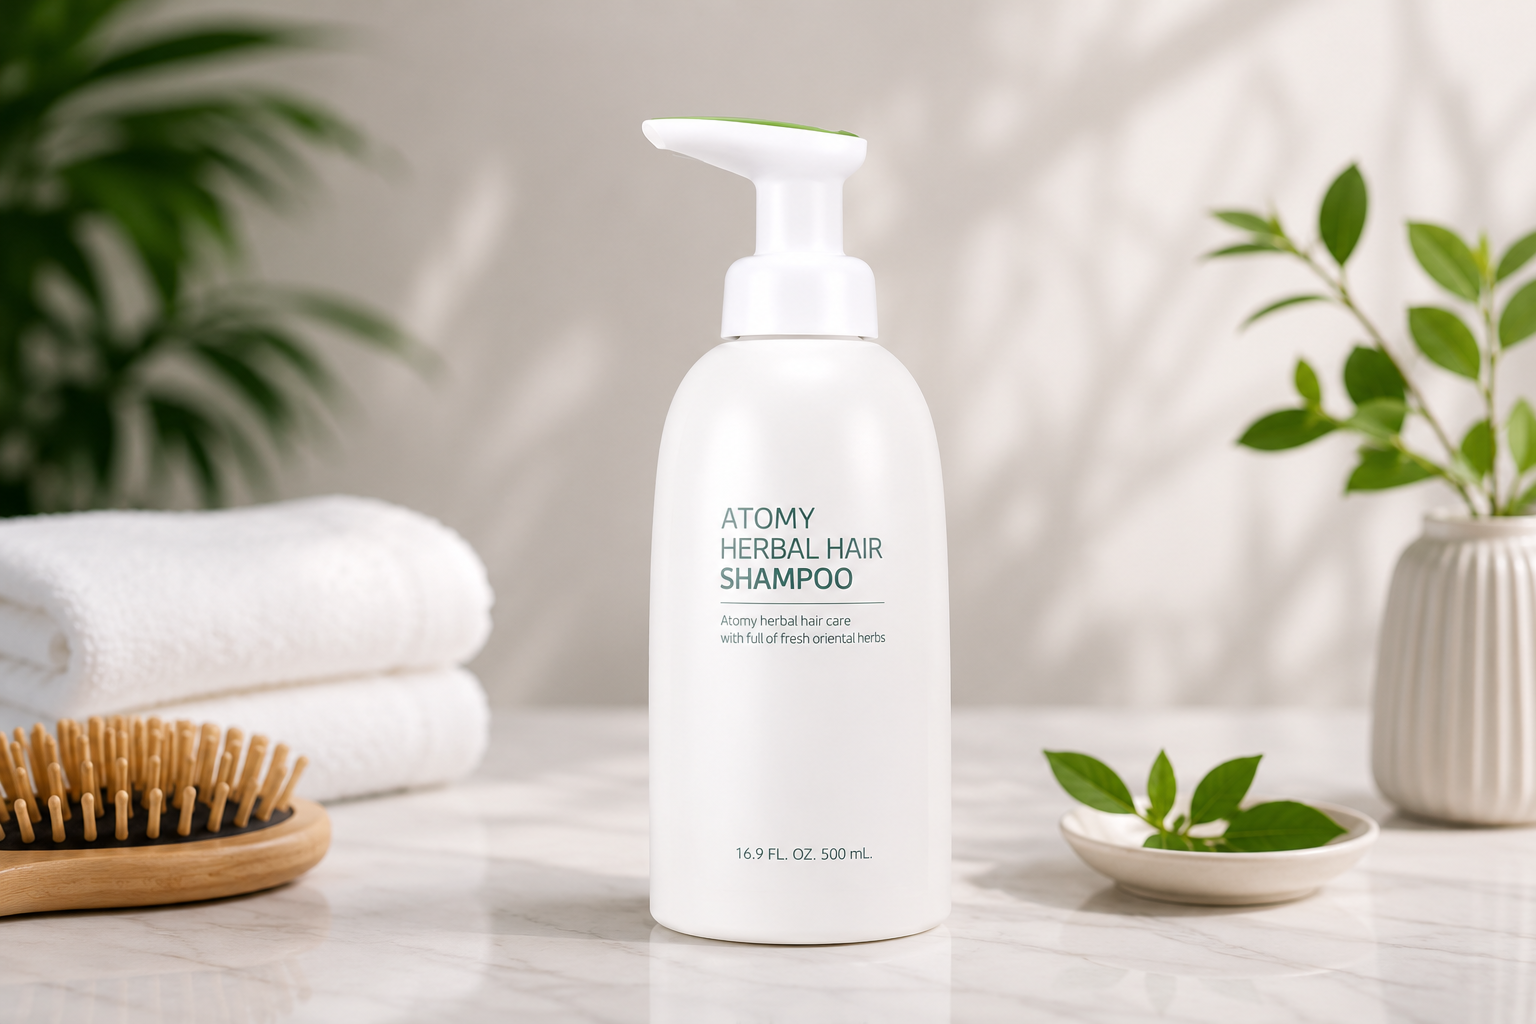 ATOMY
HERBAL HAIR
SHAMPOO
Atomy herbal hair care
with full of fresh oriental herbs
16.9 FL. OZ. 500 mL.